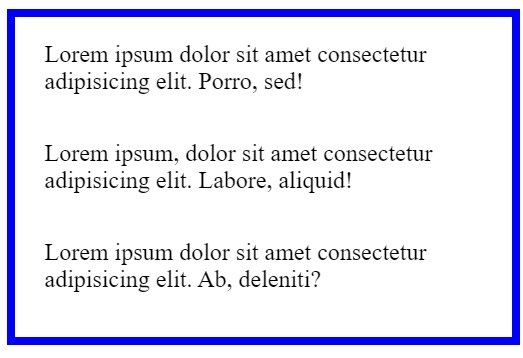 Lorem ipsum dolor sit amet consectetur
adipisicing elit. Porro, sed!
Lorem ipsum, dolor sit amet consectetur
adipisicing elit. Labore, aliquid!
Lorem ipsum dolor sit amet consectetur
adipisicing elit. Ab, deleniti?